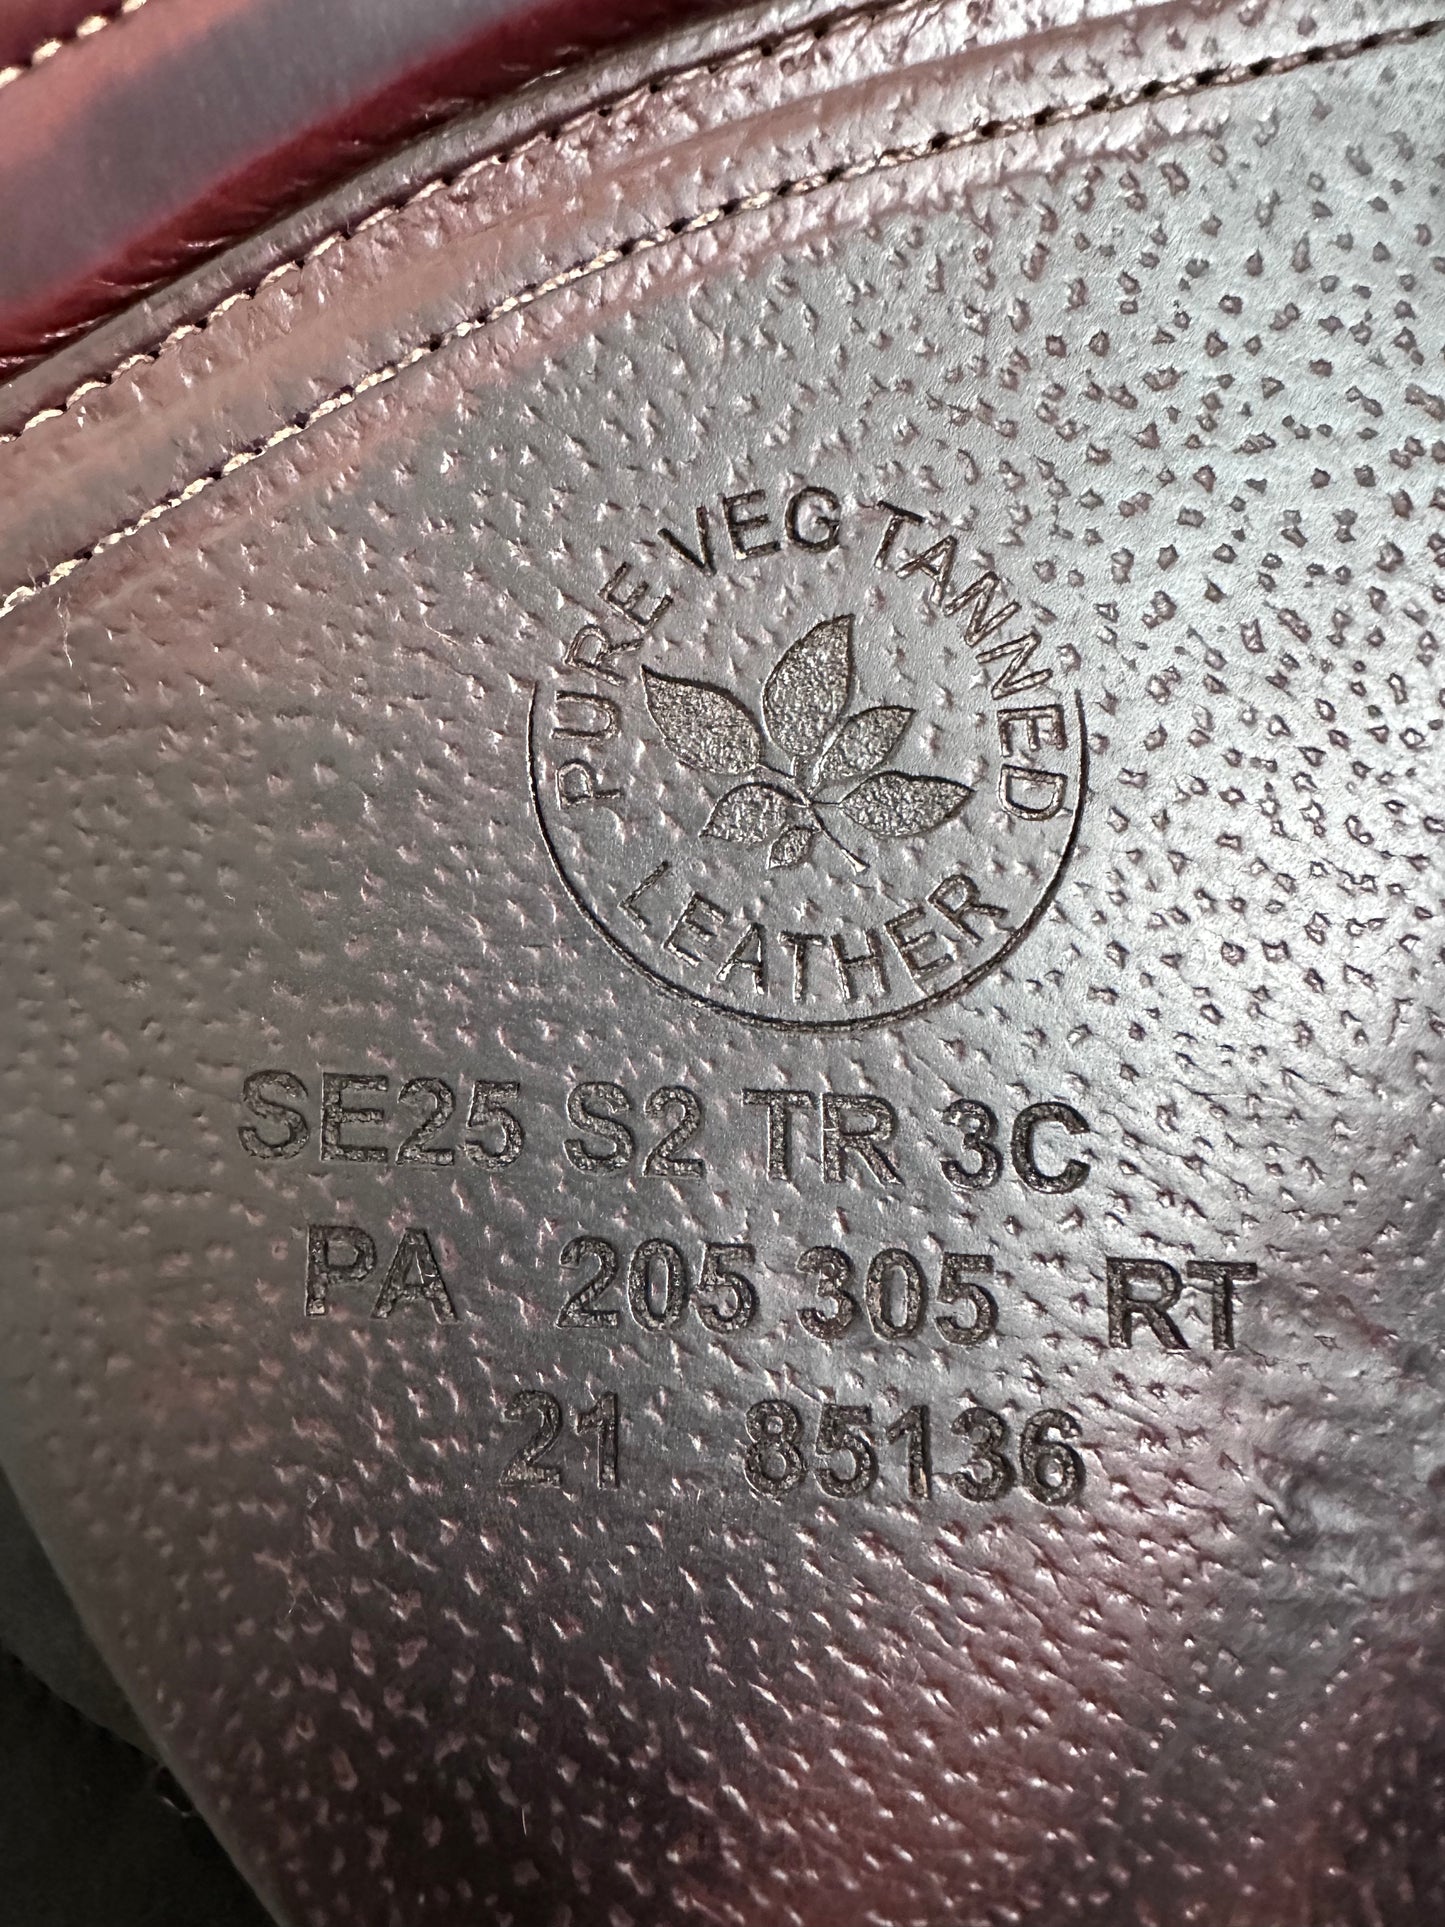 PURE VEG TANNED
LEATHER
SE25 S2 TR 3C
PA 205 305 RT
21 85136